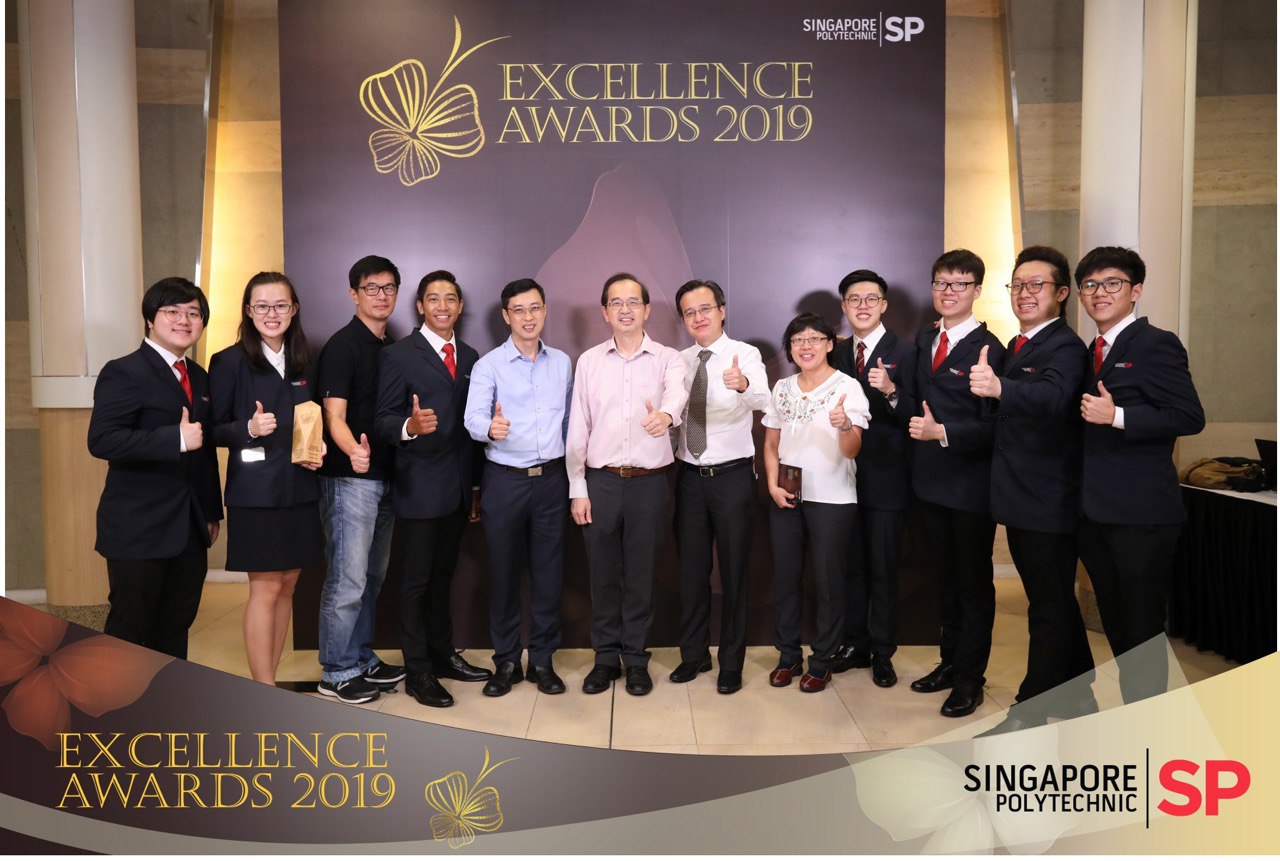 SINGAPORE
POLYTECHNIC
SP
EXCELLENCE
AWARDS 2019
EXCELLENCE
AWARDS 2019
SINGAPORE
POLYTECHNIC
SP